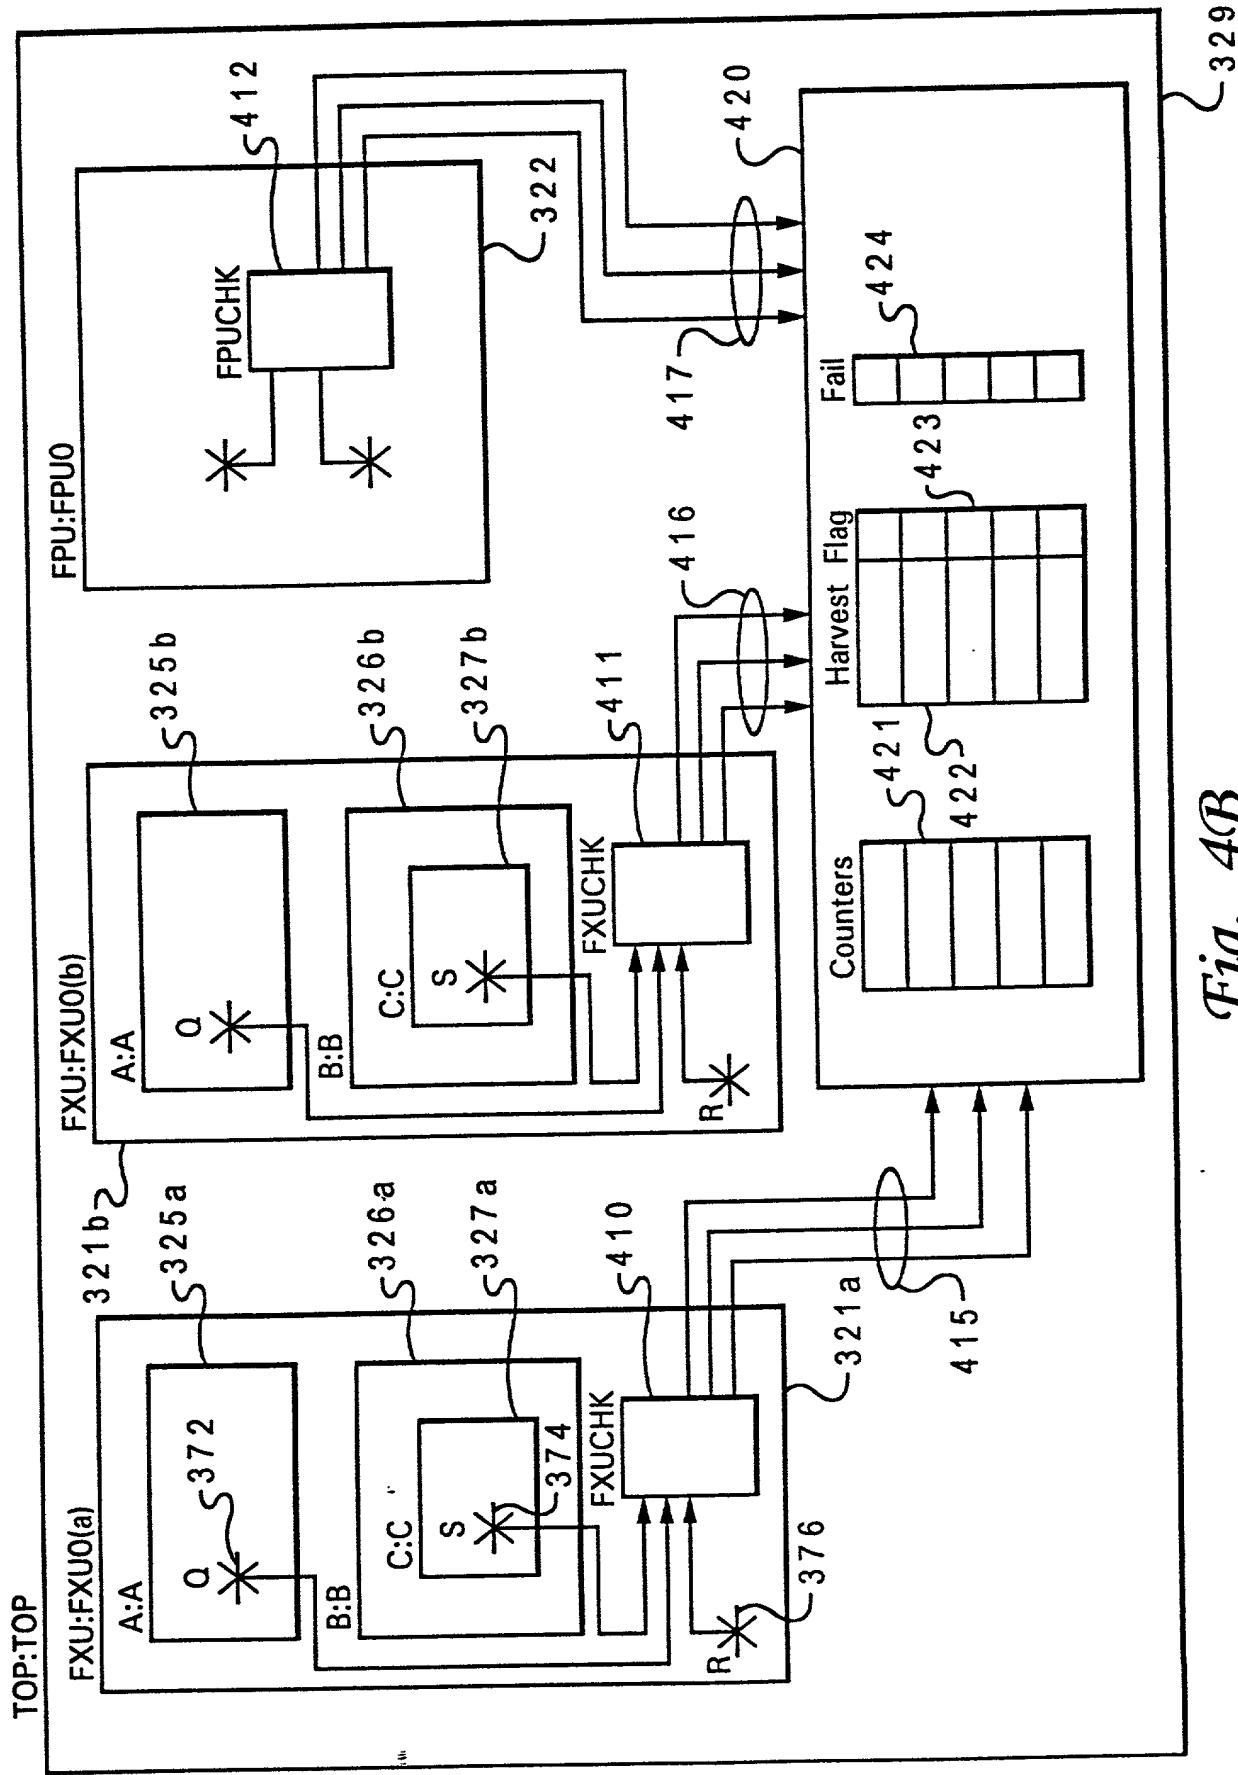 TOP:TOP
FXU:FXU0(a)
A:A
Q
372
325a
B:B
C:C
S
374
326a
327a
FXUCHK
410
R
376
321a
415
321b
FXU:FXU0(b)
A:A
Q
325b
B:B
C:C
S
326b
327b
FXUCHK
411
R
416
FPU:FPU0
FPUCHK
412
322
417
420
Counters
421
422
Harvest Flag
423
Fail
424
329
Fig. 4B